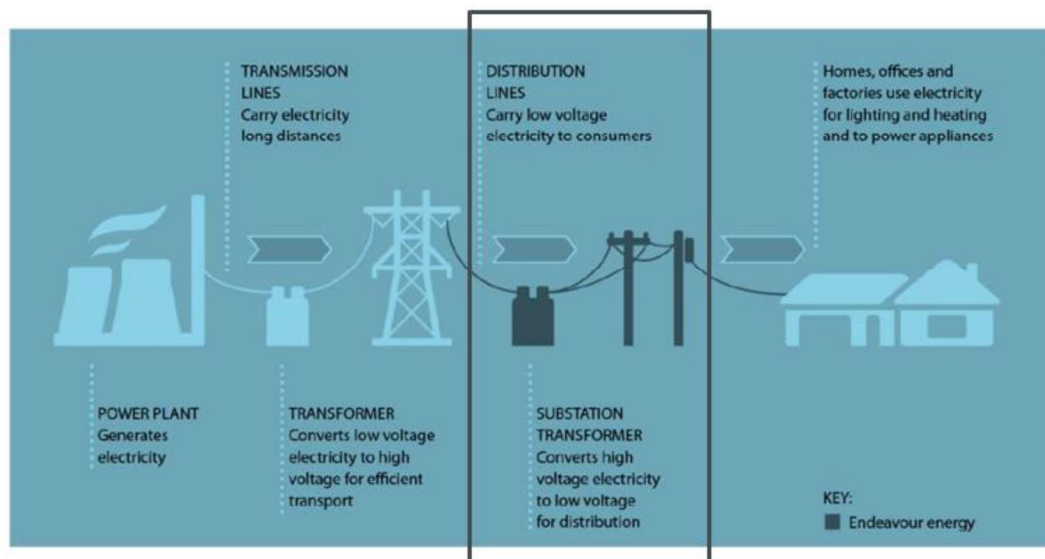 TRANSMISSION
LINES
Carry electricity
long distances
DISTRIBUTION
LINES
Carry low voltage
electricity to consumers
Homes, offices and
factories use electricity
for lighting and heating
and to power appliances
POWER PLANT
Generates
electricity
TRANSFORMER
Converts low voltage
electricity to high
voltage for efficient
transport
SUBSTATION
TRANSFORMER
Converts high
voltage electricity
to low voltage
for distribution
KEY:
Endeavour energy